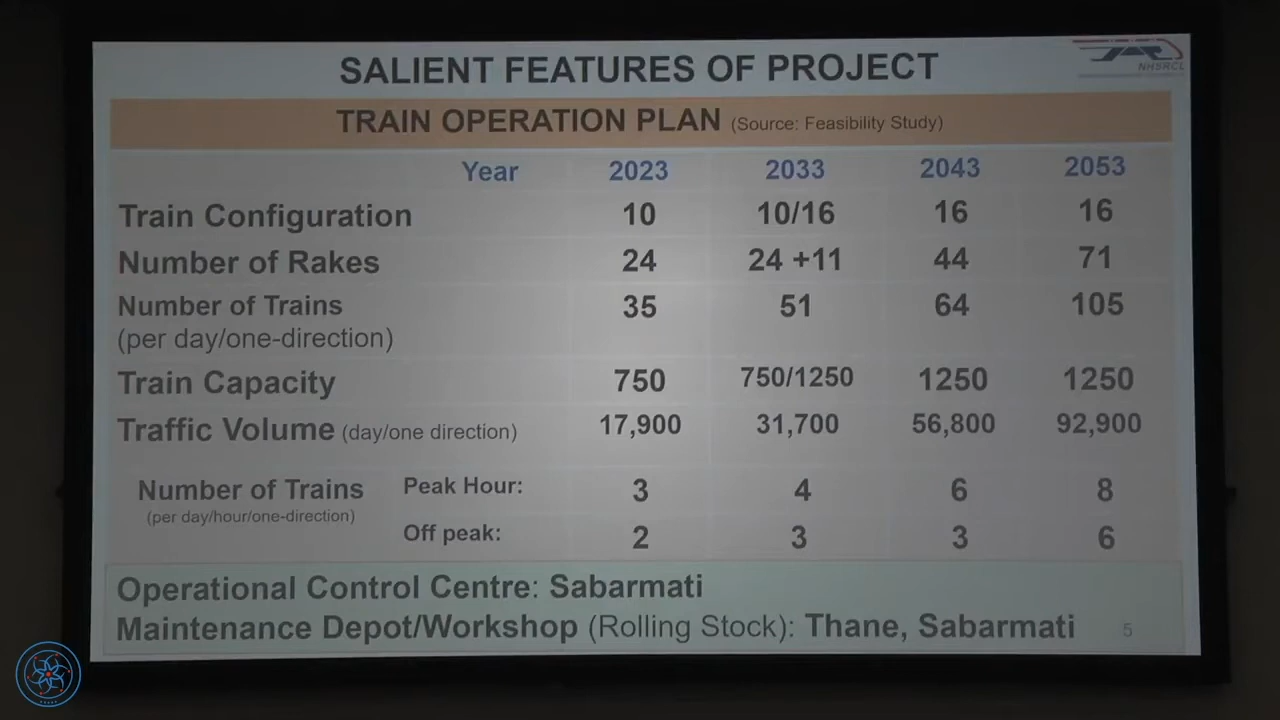 SALIENT FEATURES OF PROJECT
NHSRCL
TRAIN OPERATION PLAN (Source: Feasibility Study)
Year 2023 2033 2043 2053
Train Configuration 10 10/16 16 16
Number of Rakes 24 24 +11 44 71
Number of Trains 35 51 64 105
(per day/one-direction)
Train Capacity 750 750/1250 1250 1250
Traffic Volume (day/one direction) 17,900 31,700 56,800 92,900
Number of Trains Peak Hour: 3 4 6 8
(per day/hour/one-direction)
Off peak: 2 3 3 6
Operational Control Centre: Sabarmati
Maintenance Depot/Workshop (Rolling Stock): Thane, Sabarmati
5